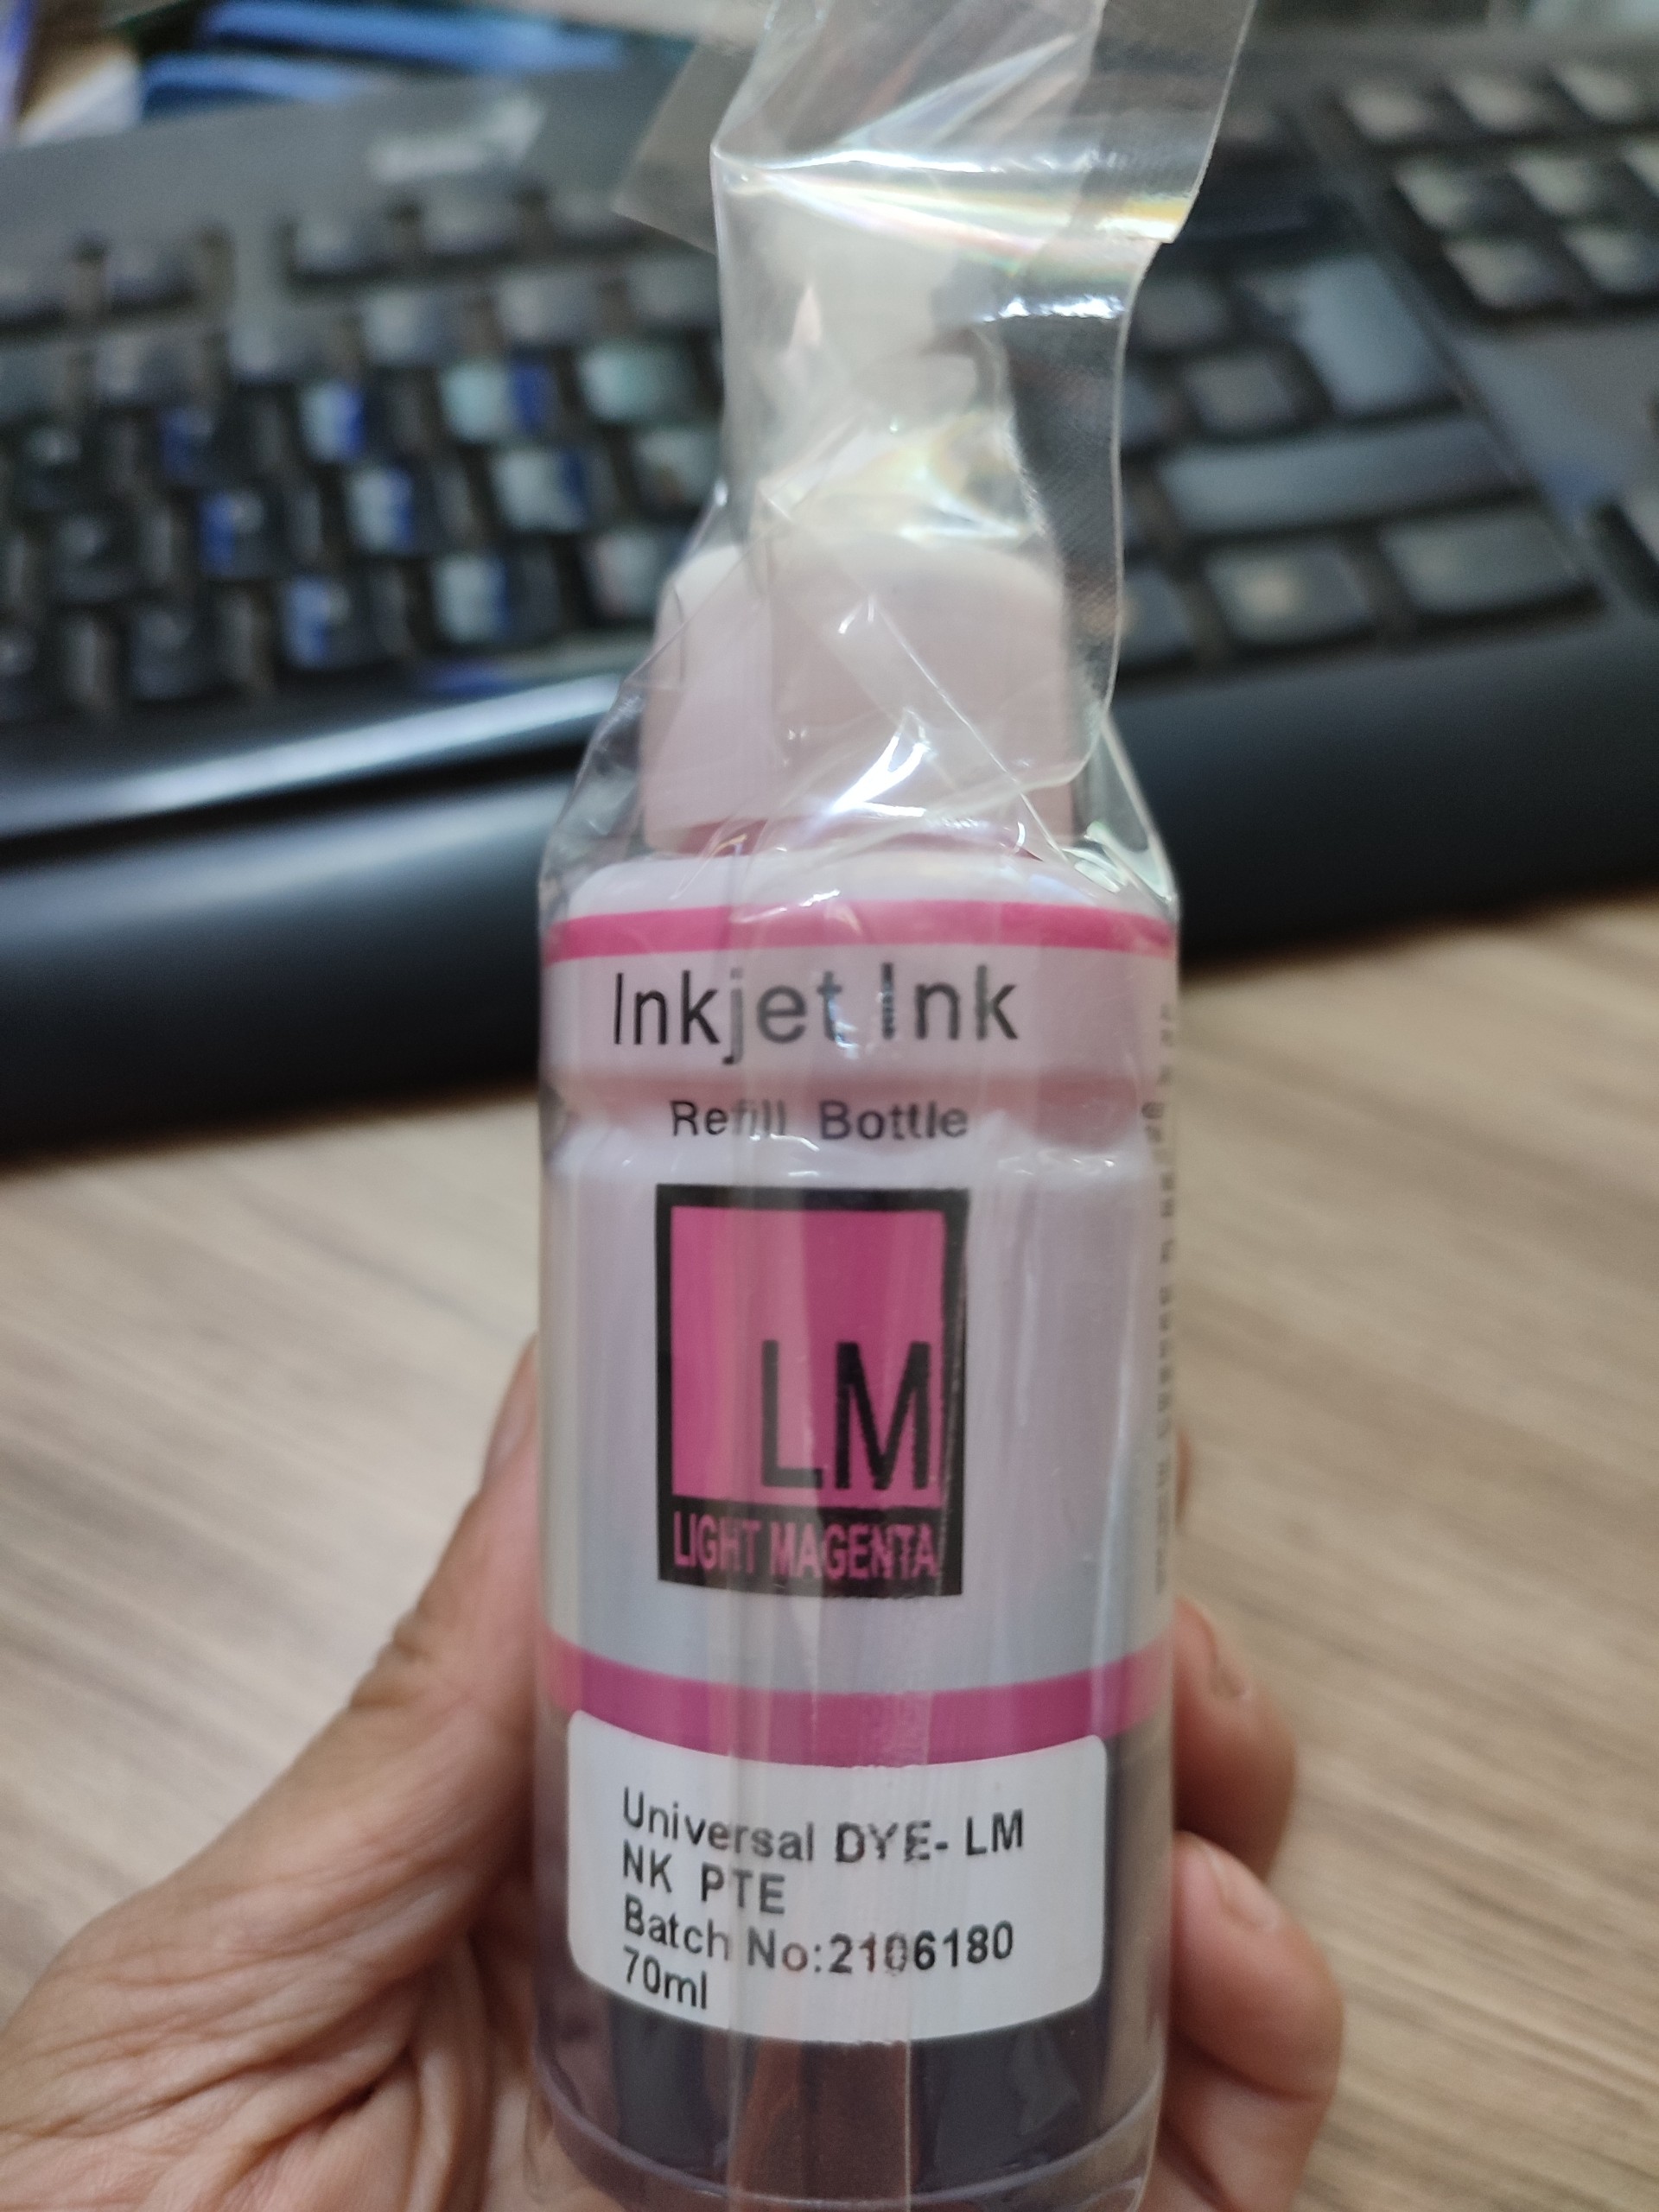 Inkjet Ink
Refill Bottle
LM
LIGHT MAGENTA
Universal DYE- LM
NK PTE
Batch No:2106180
70ml